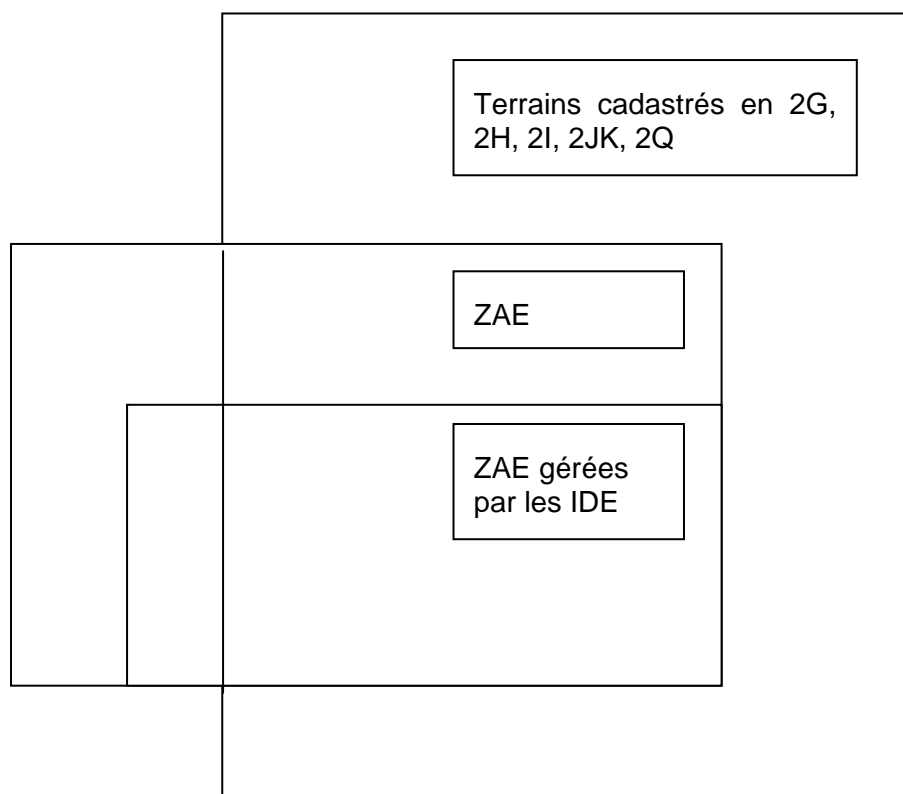 Terrains cadastrés en 2G,
2H, 2I, 2JK, 2Q
ZAE
ZAE gérées
par les IDE